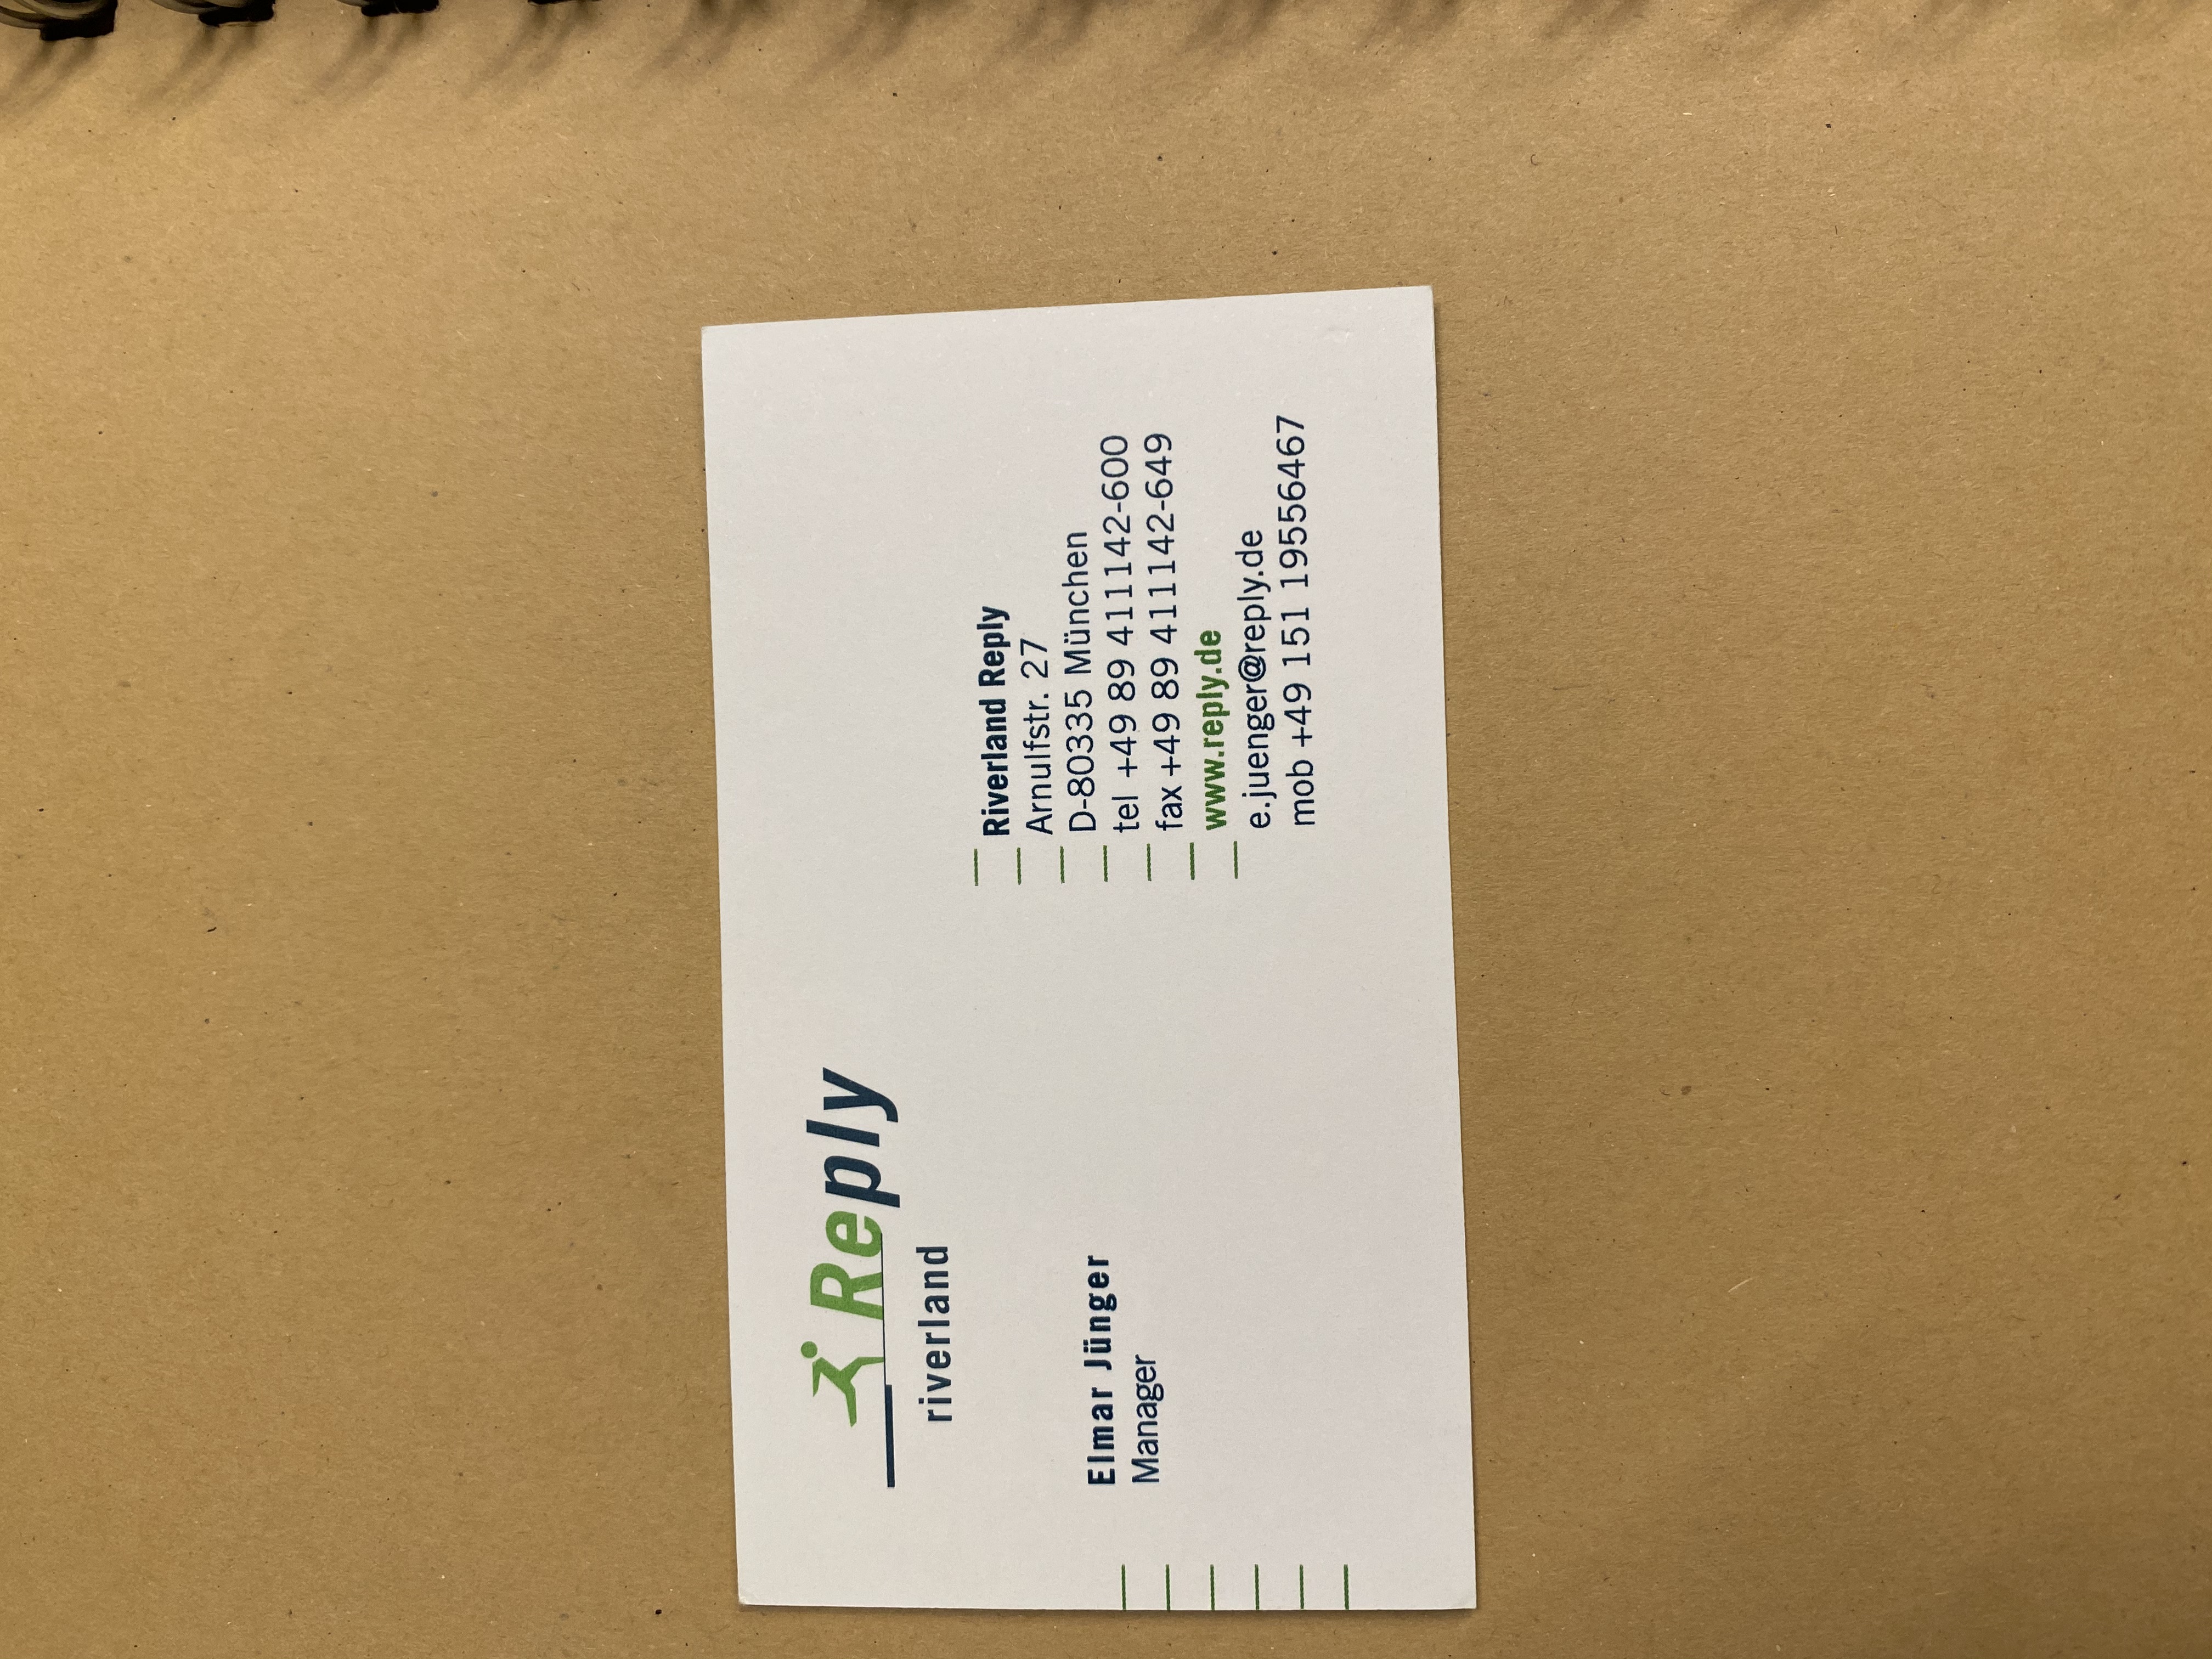 Reply
riverland
Elmar Jünger
Manager
Riverland Reply
Arnulfstr. 27
D-80335 München
tel +49 89 411142-600
fax +49 89 411142-649
www.reply.de
e.juenger@reply.de
mob +49 151 19556467